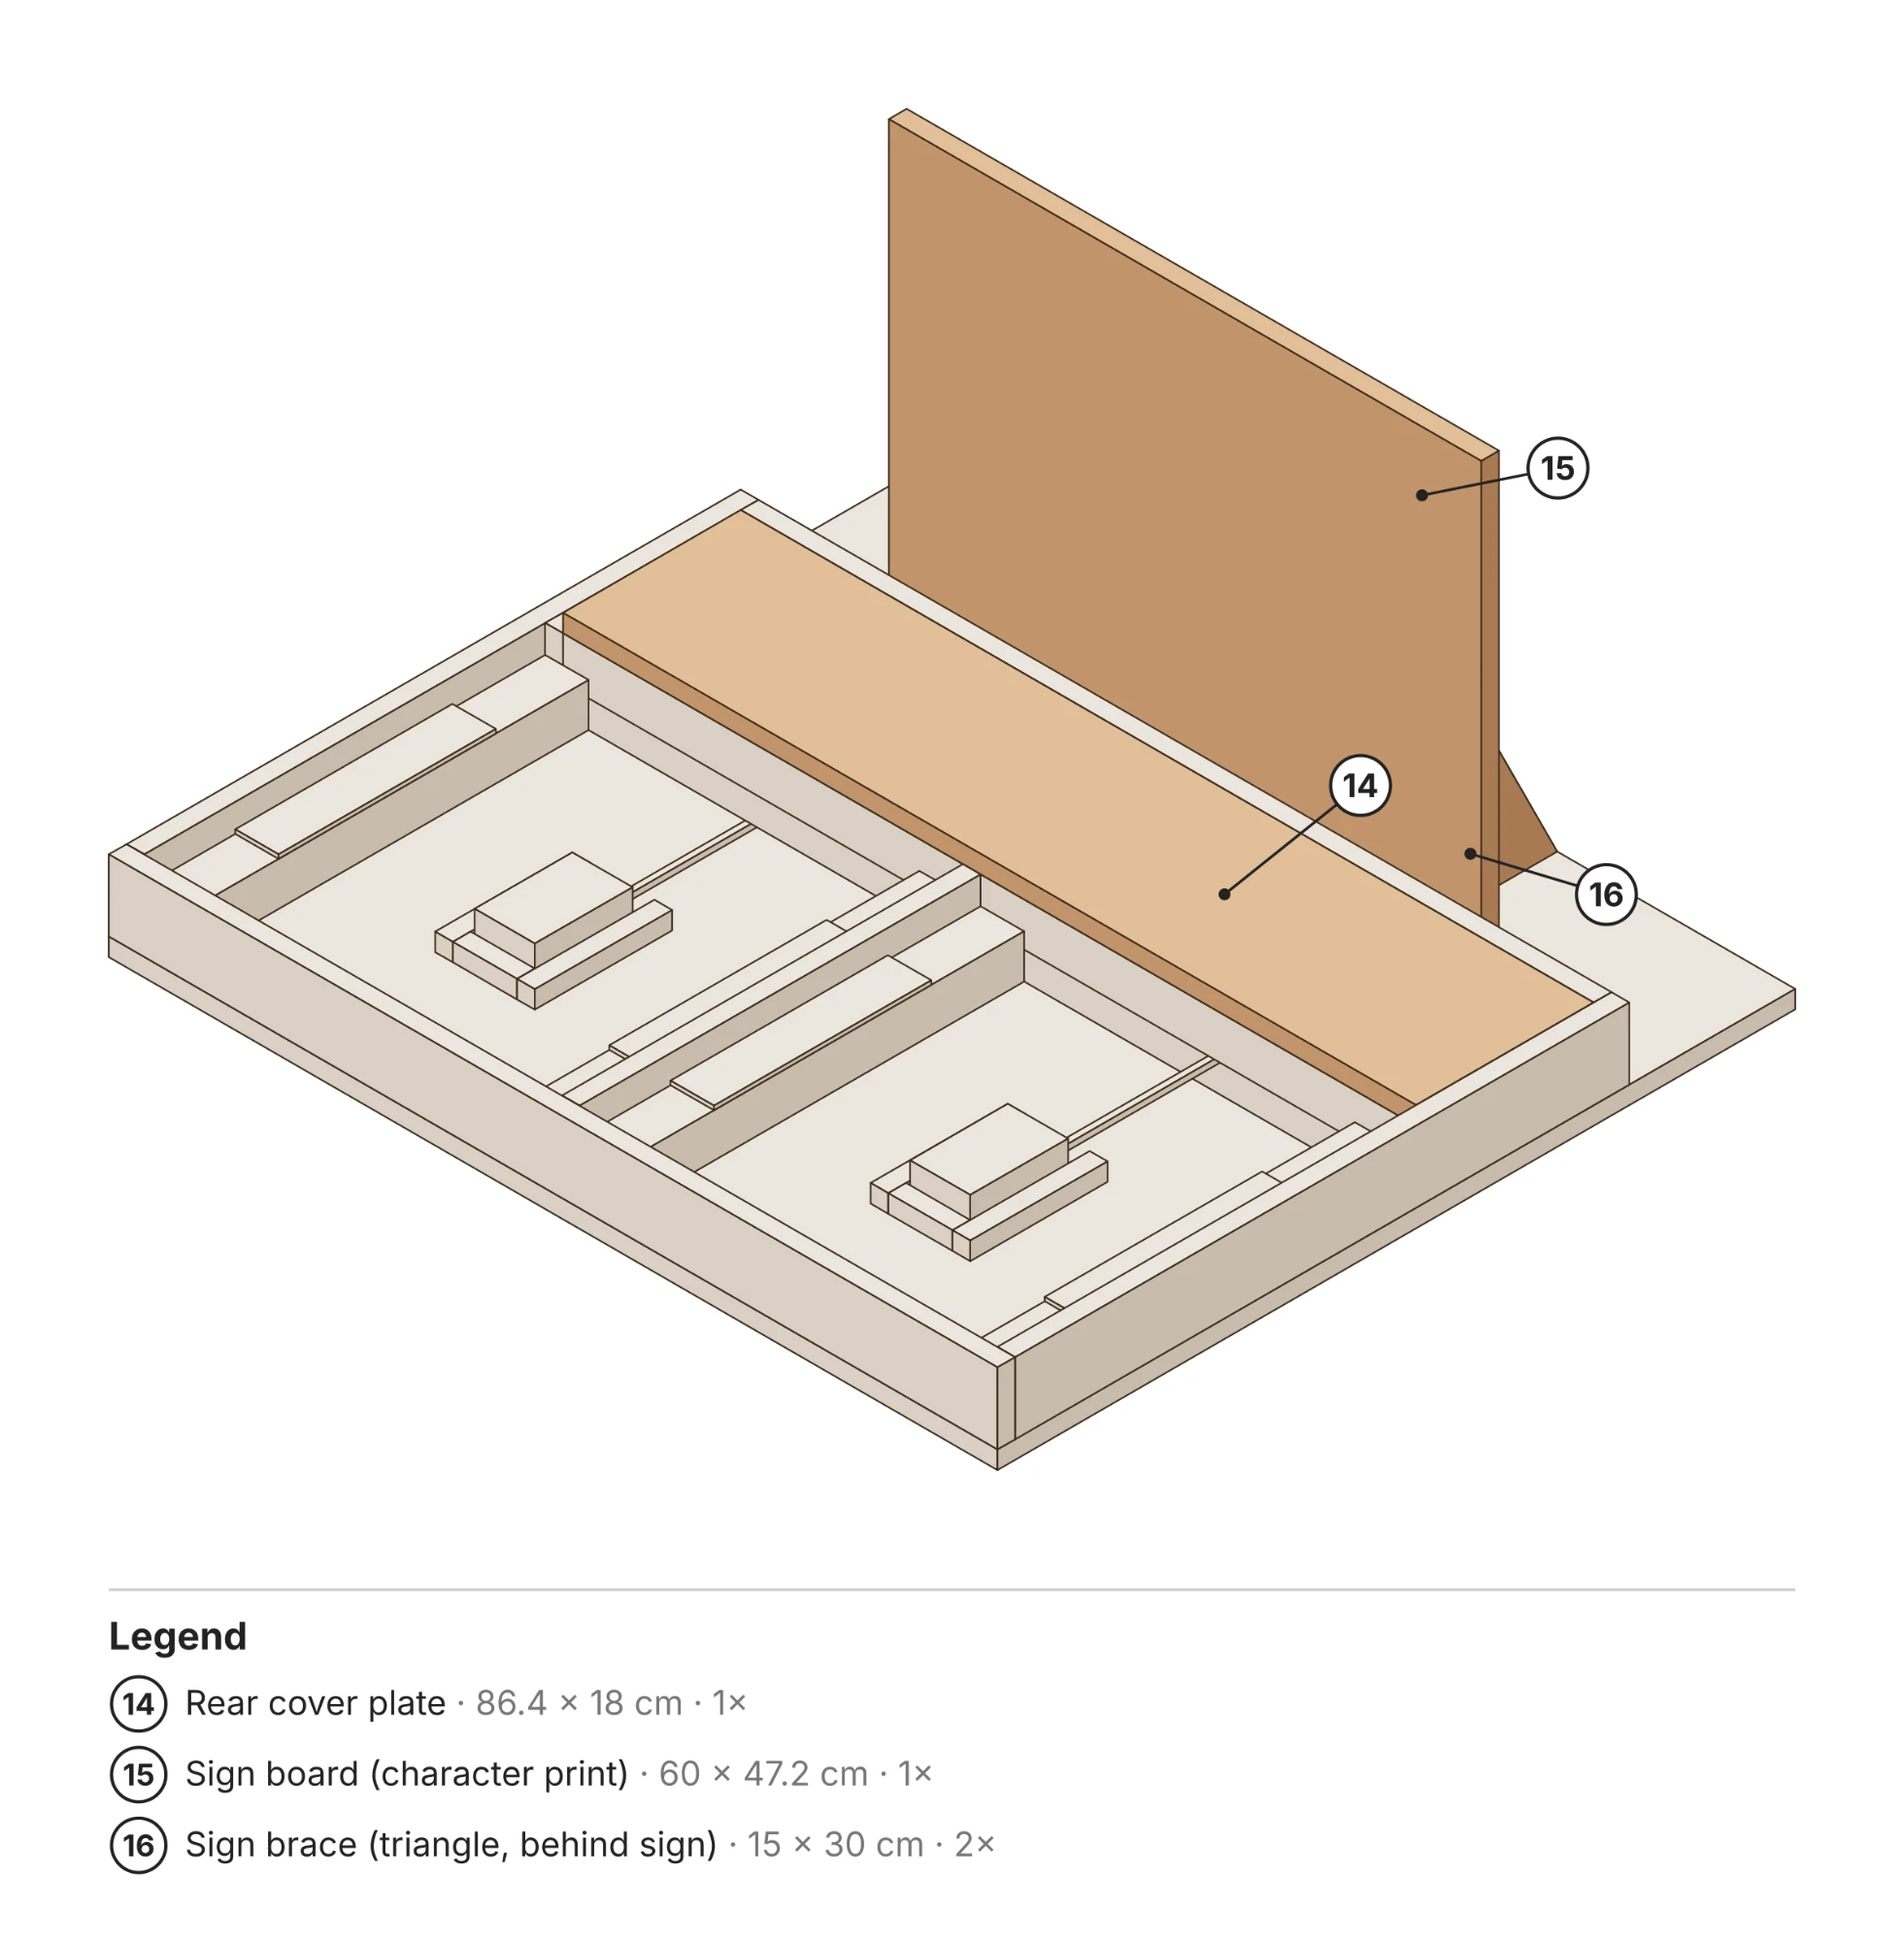 15
14
16
Legend
14 Rear cover plate · 86.4 × 18 cm · 1×
15 Sign board (character print) · 60 × 47.2 cm · 1×
16 Sign brace (triangle, behind sign) · 15 × 30 cm · 2×